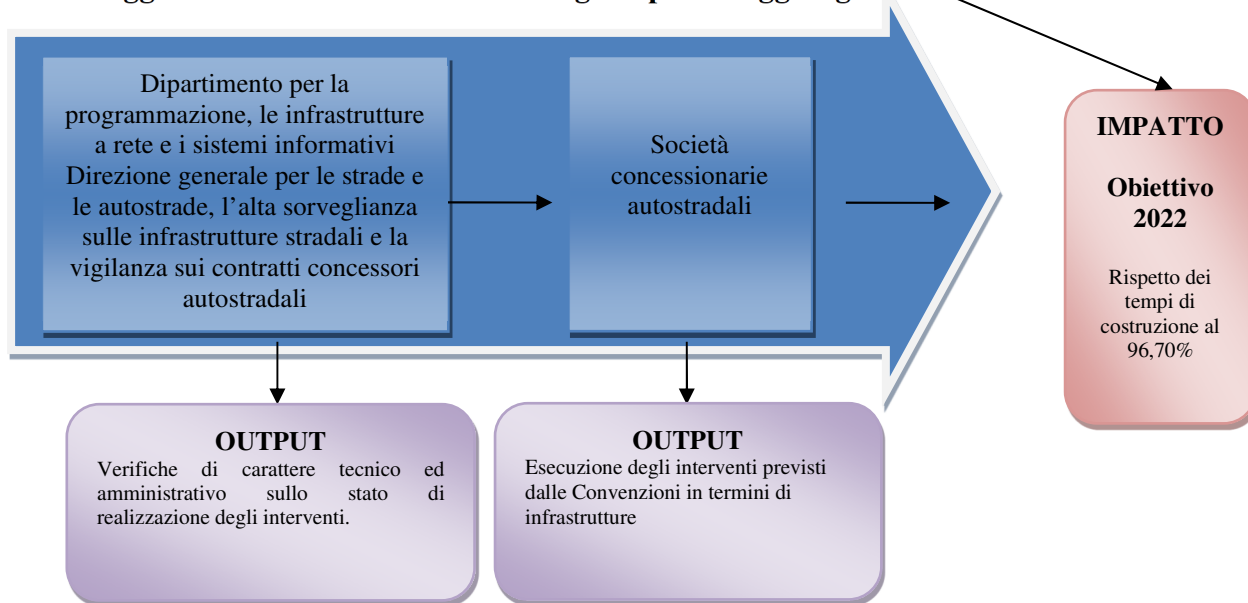 Dipartimento per la
programmazione, le infrastrutture
a rete e i sistemi informativi
Direzione generale per le strade e
le autostrade, l’alta sorveglianza
sulle infrastrutture stradali e la
vigilanza sui contratti concessori
autostradali
Società
concessionarie
autostradali
IMPATTO
Obiettivo
2022
Rispetto dei
tempi di
costruzione al
96,70%
OUTPUT
Verifiche di carattere tecnico ed
amministrativo sullo stato di
realizzazione degli interventi.
OUTPUT
Esecuzione degli interventi previsti
dalle Convenzioni in termini di
infrastrutture